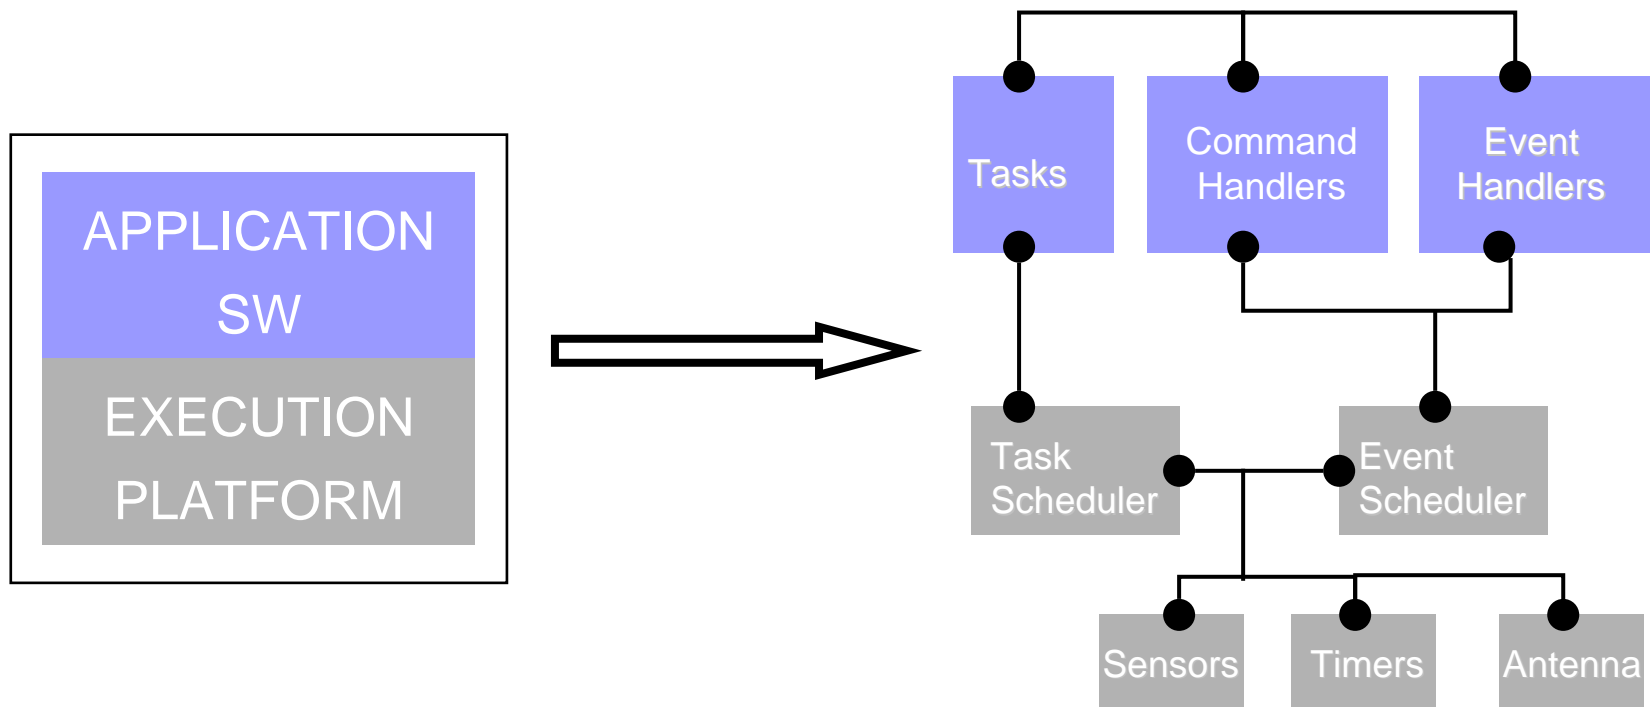 APPLICATION
SW
EXECUTION
PLATFORM
Tasks
Command
Handlers
Event
Handlers
Task
Scheduler
Event
Scheduler
Sensors
Timers
Antenna